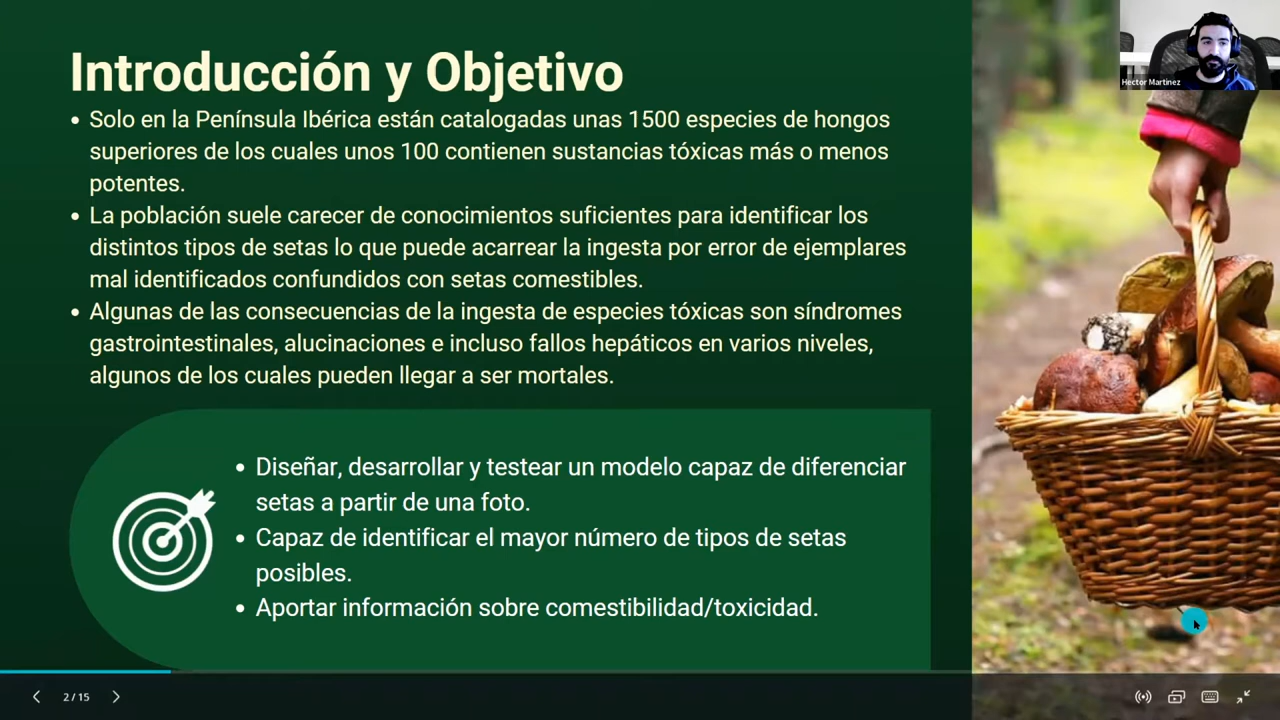 Introducción y Objetivo
• Solo en la Península Ibérica están catalogadas unas 1500 especies de hongos
superiores de los cuales unos 100 contienen sustancias tóxicas más o menos
potentes.
• La población suele carecer de conocimientos suficientes para identificar los
distintos tipos de setas lo que puede acarrear la ingesta por error de ejemplares
mal identificados confundidos con setas comestibles.
• Algunas de las consecuencias de la ingesta de especies tóxicas son síndromes
gastrointestinales, alucinaciones e incluso fallos hepáticos en varios niveles,
algunos de los cuales pueden llegar a ser mortales.
• Diseñar, desarrollar y testear un modelo capaz de diferenciar
setas a partir de una foto.
• Capaz de identificar el mayor número de tipos de setas
posibles.
• Aportar información sobre comestibilidad/toxicidad.
Hector Martinez
2 / 15